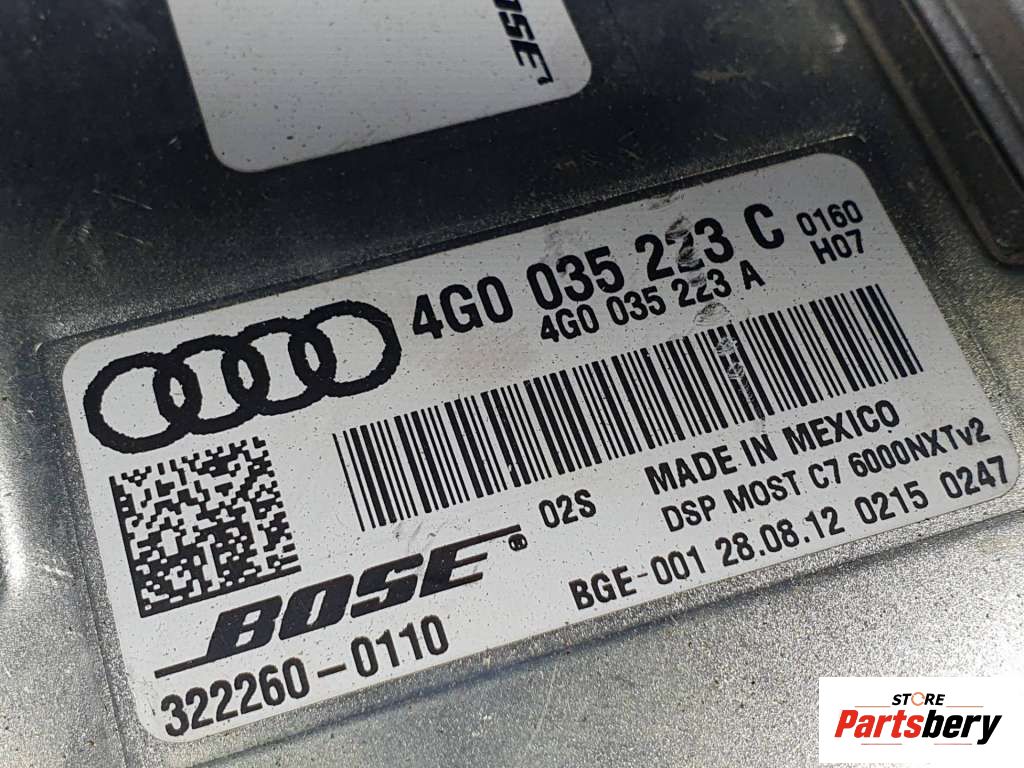 BOSE
4G0 035 223 C 0160
4G0 035 223 A H07
MADE IN MEXICO
02S DSP MOST C7 6000NXTv2
BOSE® BGE-001 28.08.12 0215 0247
322260-0110
STORE
Partsbery